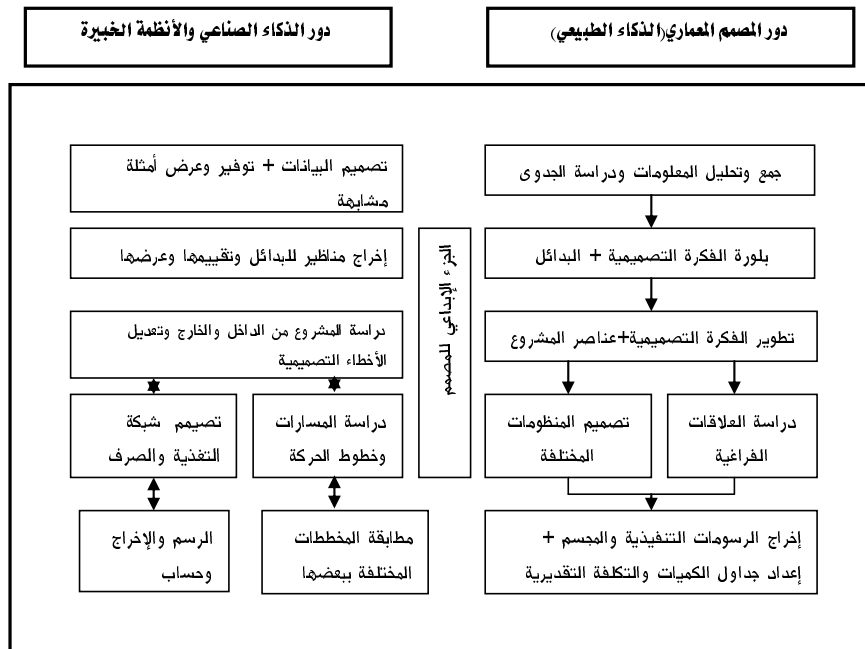 دور المصمم المعماري(الذكاء الطبيعي)
دور الذكاء الصناعي والأنظمة الخبيرة
جمع وتحليل المعلومات ودراسة الجدوى
بلورة الفكرة التصميمية + البدائل
تطوير الفكرة التصميمية+عناصر المشروع
دراسة العلاقات
الفراغية
تصميم المنظومات
المختلفة
إخراج الرسومات التنفيذية والمجسم +
إعداد جداول الكميات والتكلفة التقديرية
الجزء الإبداعي للمصمم
تصميم البيانات + توفير وعرض أمثلة
مشابهة
إخراج مناظير للبدائل وتقييمها وعرضها
دراسة المشروع من الداخل والخارج وتعديل
الأخطاء التصميمية
دراسة المسارات
وخطوط الحركة
تصيمم شبكة
التغذية والصرف
مطابقة المخططات
المختلفة ببعضها
الرسم والإخراج
وحساب